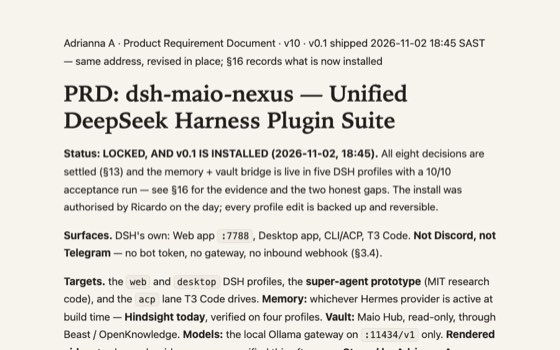 Adrianna A · Product Requirement Document · v10 · v0.1 shipped 2026-11-02 18:45 SAST
— same address, revised in place; §16 records what is now installed
PRD: dsh-maio-nexus — Unified
DeepSeek Harness Plugin Suite
Status: LOCKED, AND v0.1 IS INSTALLED (2026-11-02, 18:45). All eight decisions are
settled (§13) and the memory + vault bridge is live in five DSH profiles with a 10/10
acceptance run — see §16 for the evidence and the two honest gaps. The install was
authorised by Ricardo on the day; every profile edit is backed up and reversible.
Surfaces. DSH's own: Web app :7788 , Desktop app, CLI/ACP, T3 Code. Not Discord, not
Telegram — no bot token, no gateway, no inbound webhook (§3.4).
Targets. the web and desktop DSH profiles, the super-agent prototype (MIT research
code), and the acp lane T3 Code drives. Memory: whichever Hermes provider is active at
build time — Hindsight today, verified on four profiles. Vault: Maio Hub, read-only, through
Beast / OpenKnowledge. Models: the local Ollama gateway on :11434/v1 only. Rendered